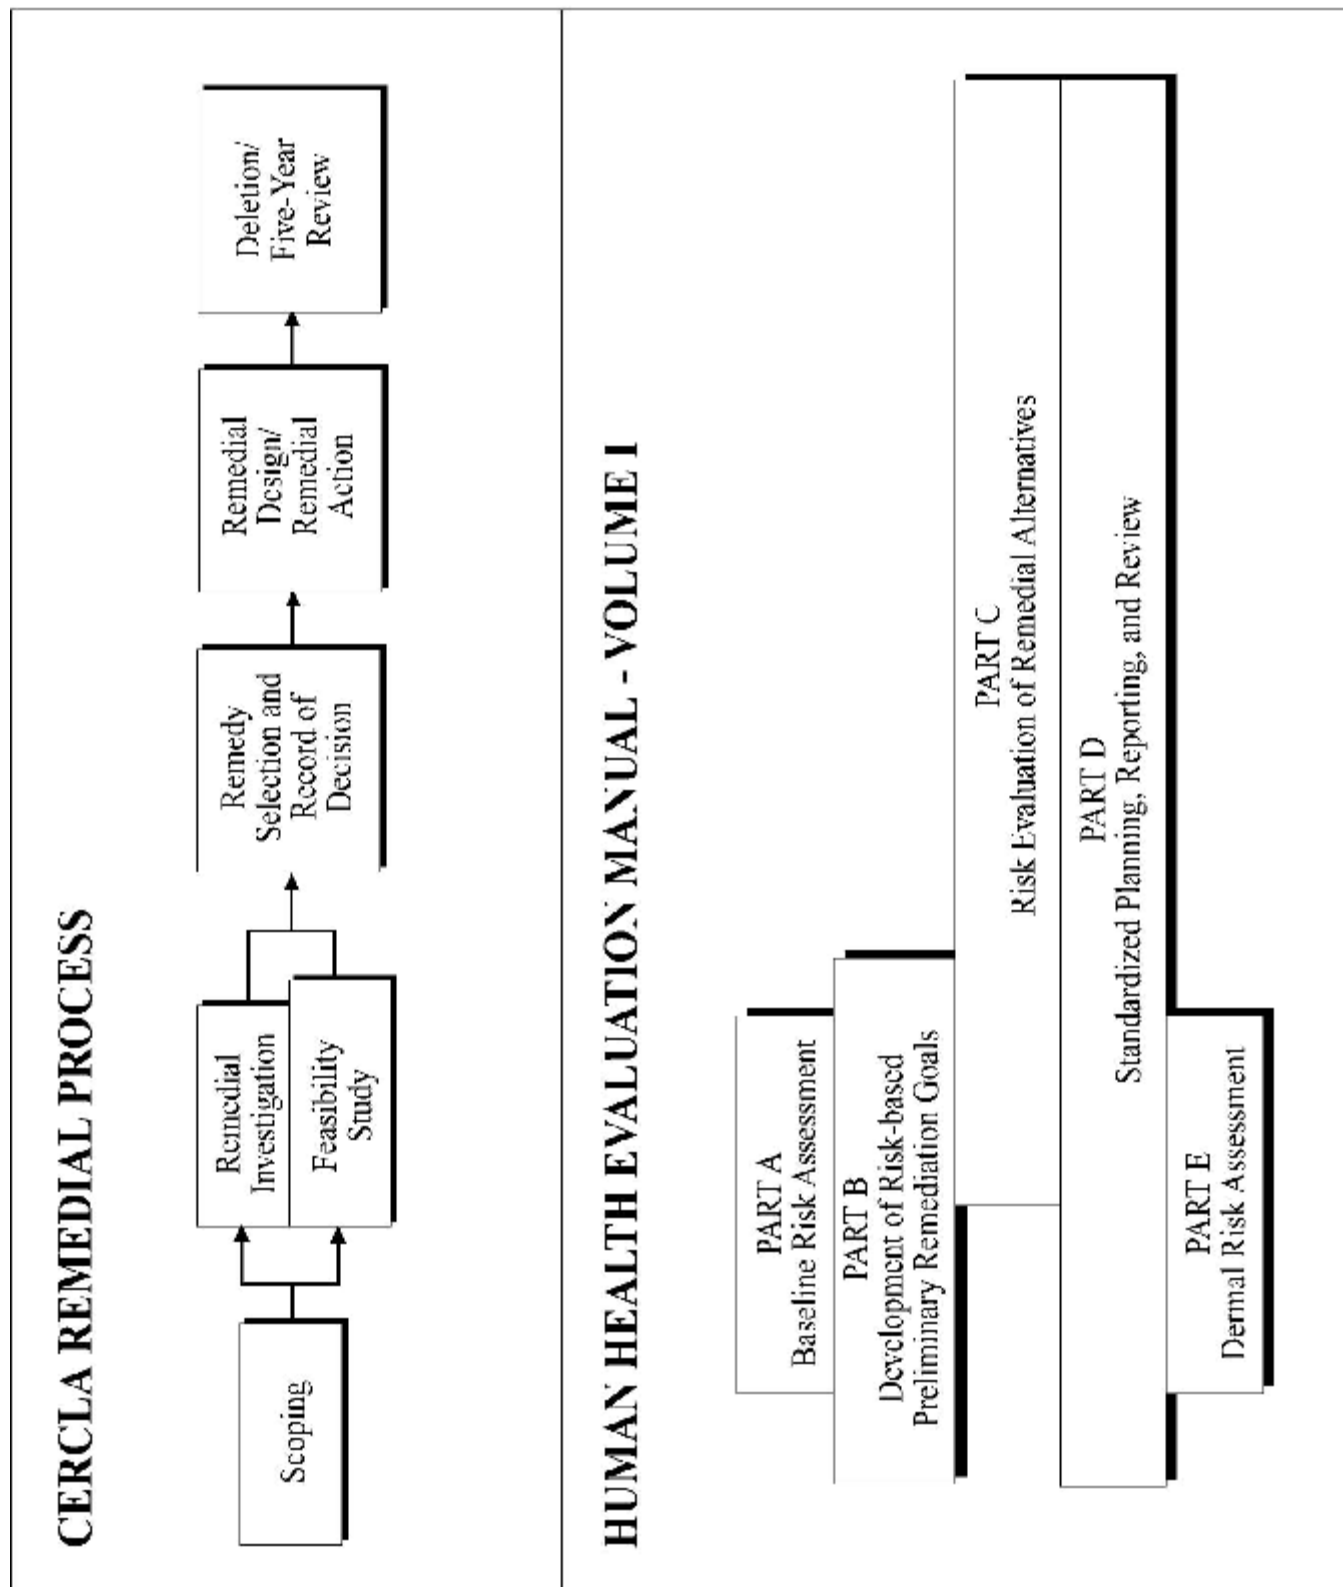 CERCLA REMEDIAL PROCESS
Scoping
Remedial
Investigation
Feasibility
Study
Remedy
Selection and
Record of
Decision
Remedial
Design/
Remedial
Action
Deletion/
Five-Year
Review
HUMAN HEALTH EVALUATION MANUAL - VOLUME I
PART A
Baseline Risk Assessment
PART B
Development of Risk-based
Preliminary Remediation Goals
PART C
Risk Evaluation of Remedial Alternatives
PART D
Standardized Planning, Reporting, and Review
PART E
Dermal Risk Assessment